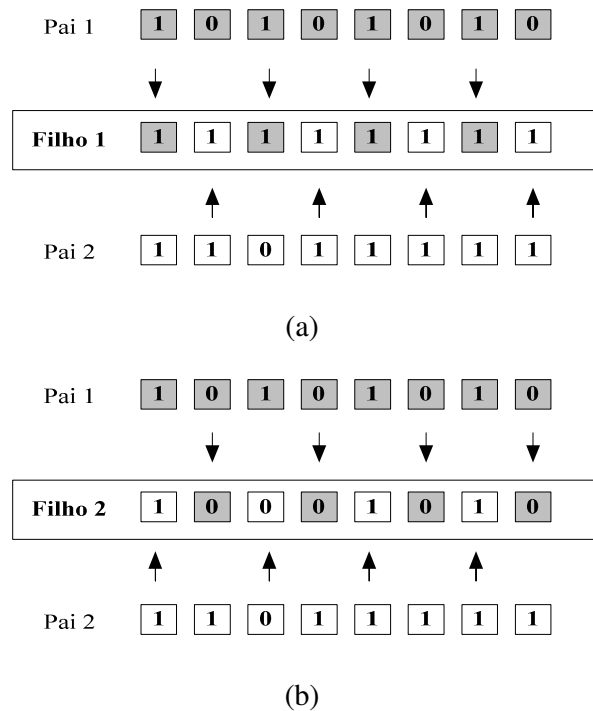 Pai 1 1 0 1 0 1 0 1 0
Filho 1 1 1 1 1 1 1 1 1
Pai 2 1 1 0 1 1 1 1 1
(a)
Pai 1 1 0 1 0 1 0 1 0
Filho 2 1 0 0 0 1 0 1 0
Pai 2 1 1 0 1 1 1 1 1
(b)